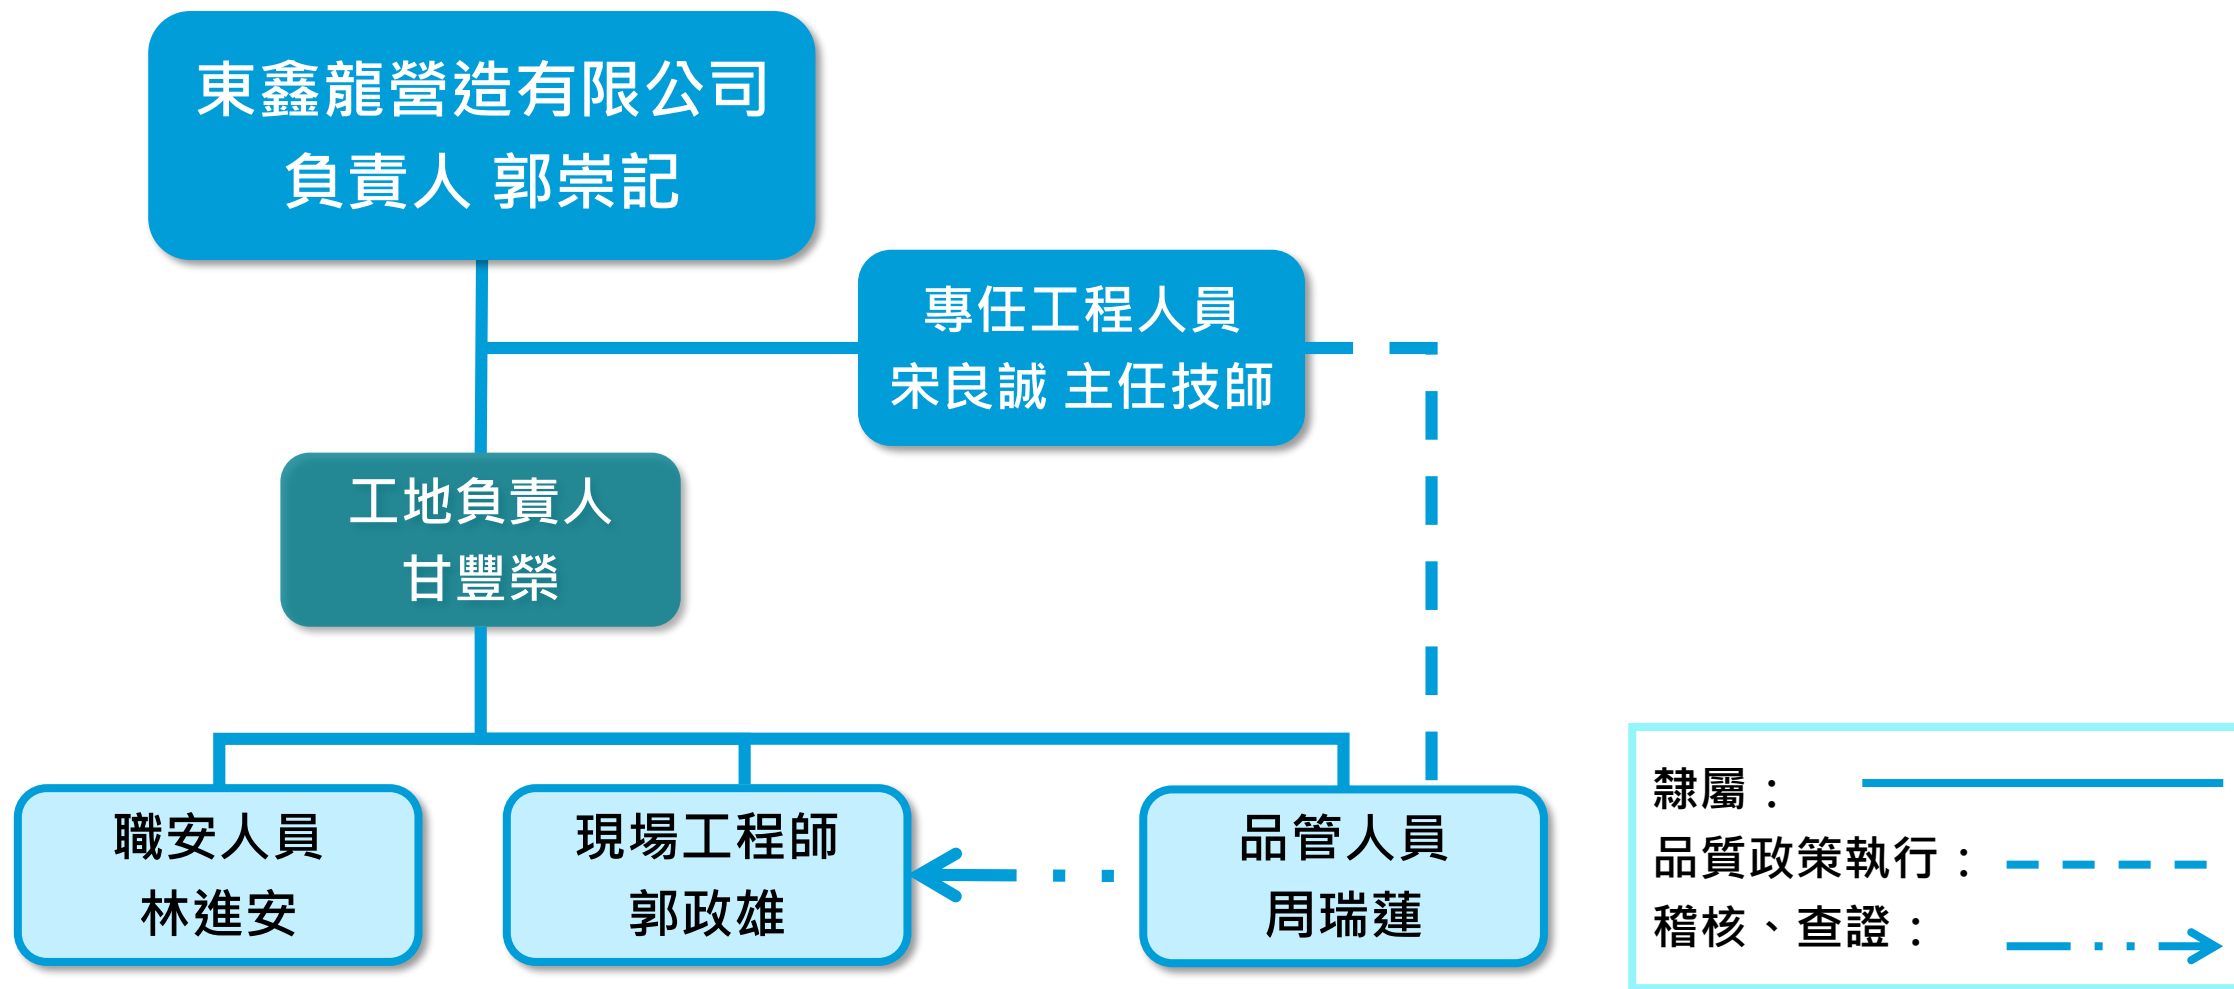 東鑫龍營造有限公司
負責人 郭崇記
專任工程人員
宋良誠 主任技師
工地負責人
甘豐榮
職安人員
林進安
現場工程師
郭政雄
品管人員
周瑞蓮
隸屬：
品質政策執行：
稽核、查證：